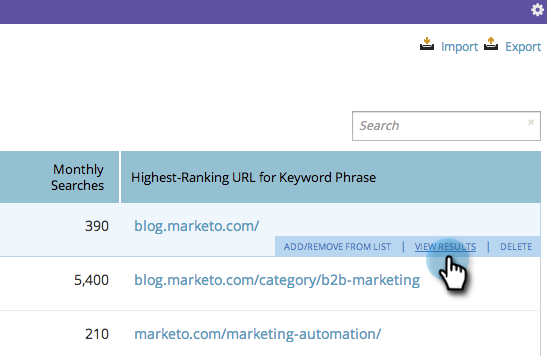 Import Export
Search ×
Monthly
Searches
Highest-Ranking URL for Keyword Phrase
390 blog.marketo.com/
ADD/REMOVE FROM LIST | VIEW RESULTS | DELETE
5,400 blog.marketo.com/category/b2b-marketing
210 marketo.com/marketing-automation/